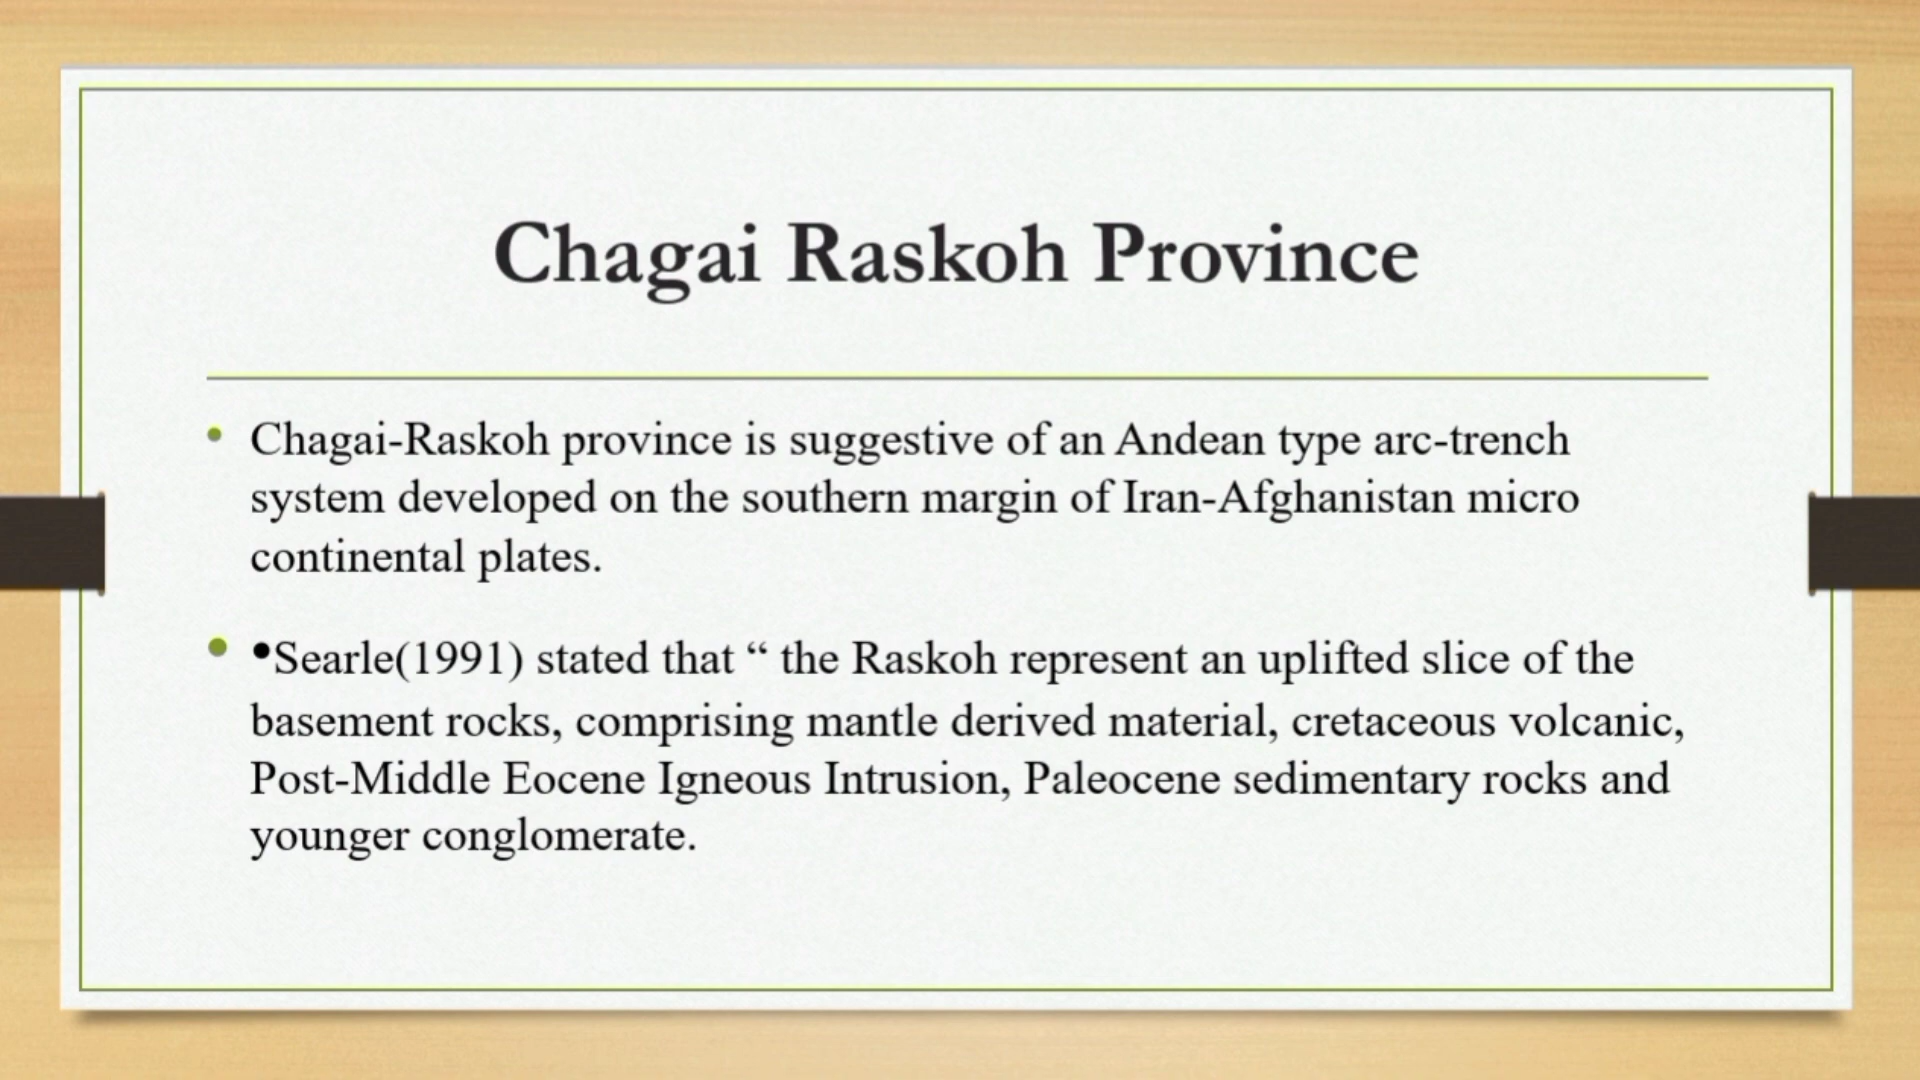 Chagai Raskoh Province
• Chagai-Raskoh province is suggestive of an Andean type arc-trench
system developed on the southern margin of Iran-Afghanistan micro
continental plates.
• •Searle(1991) stated that “ the Raskoh represent an uplifted slice of the
basement rocks, comprising mantle derived material, cretaceous volcanic,
Post-Middle Eocene Igneous Intrusion, Paleocene sedimentary rocks and
younger conglomerate.